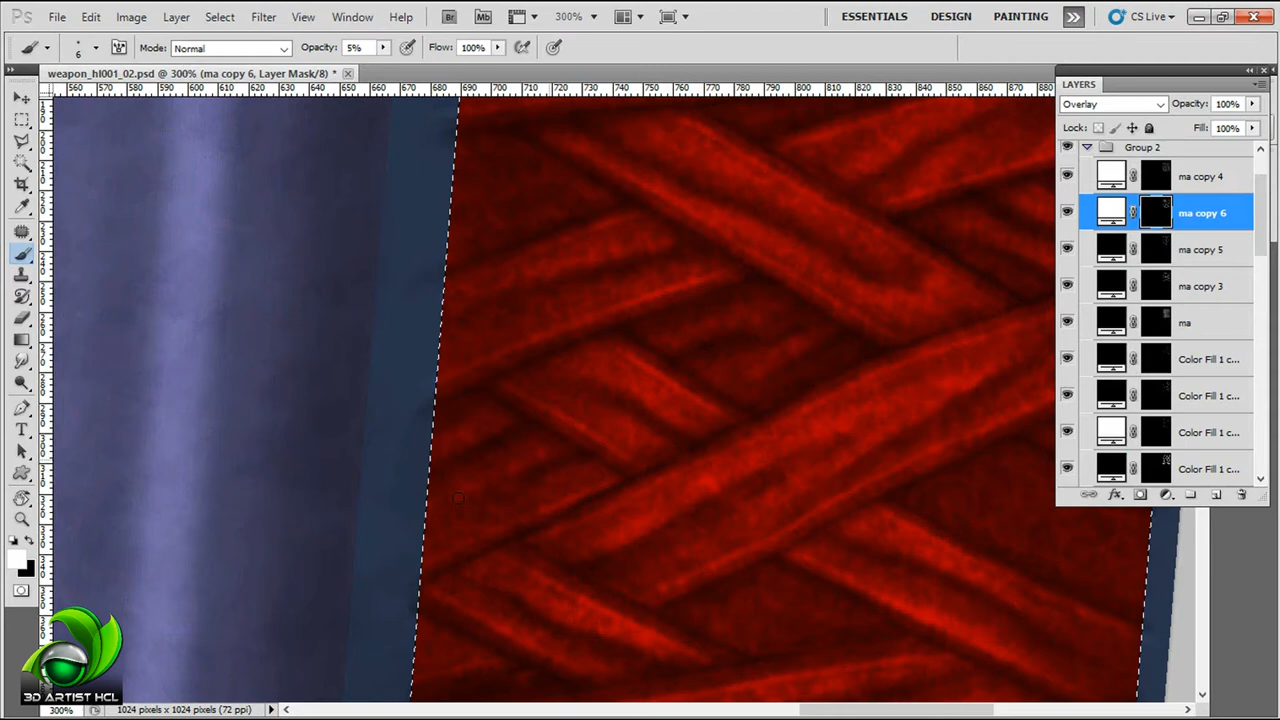 Ps File Edit Image Layer Select Filter View Window Help Br Mb 300% ESSENTIALS DESIGN PAINTING CS Live
6 Mode: Normal Opacity: 5% Flow: 100%
weapon_hl001_02.psd @ 300% (ma copy 6, Layer Mask/8) *
560 570 580 590 600 610 620 630 640 650 660 670 680 690 700 710 720 730 740 750 760 770 780 790 800 810 820 830 840 850 860 870 880
LAYERS
Overlay Opacity: 100%
Lock: Fill: 100%
Group 2
ma copy 4
ma copy 6
ma copy 5
ma copy 3
ma
Color Fill 1 c...
Color Fill 1 c...
Color Fill 1 c...
Color Fill 1 c...
fx
T
3D ARTIST HCL
300% 1024 pixels x 1024 pixels (72 ppi)